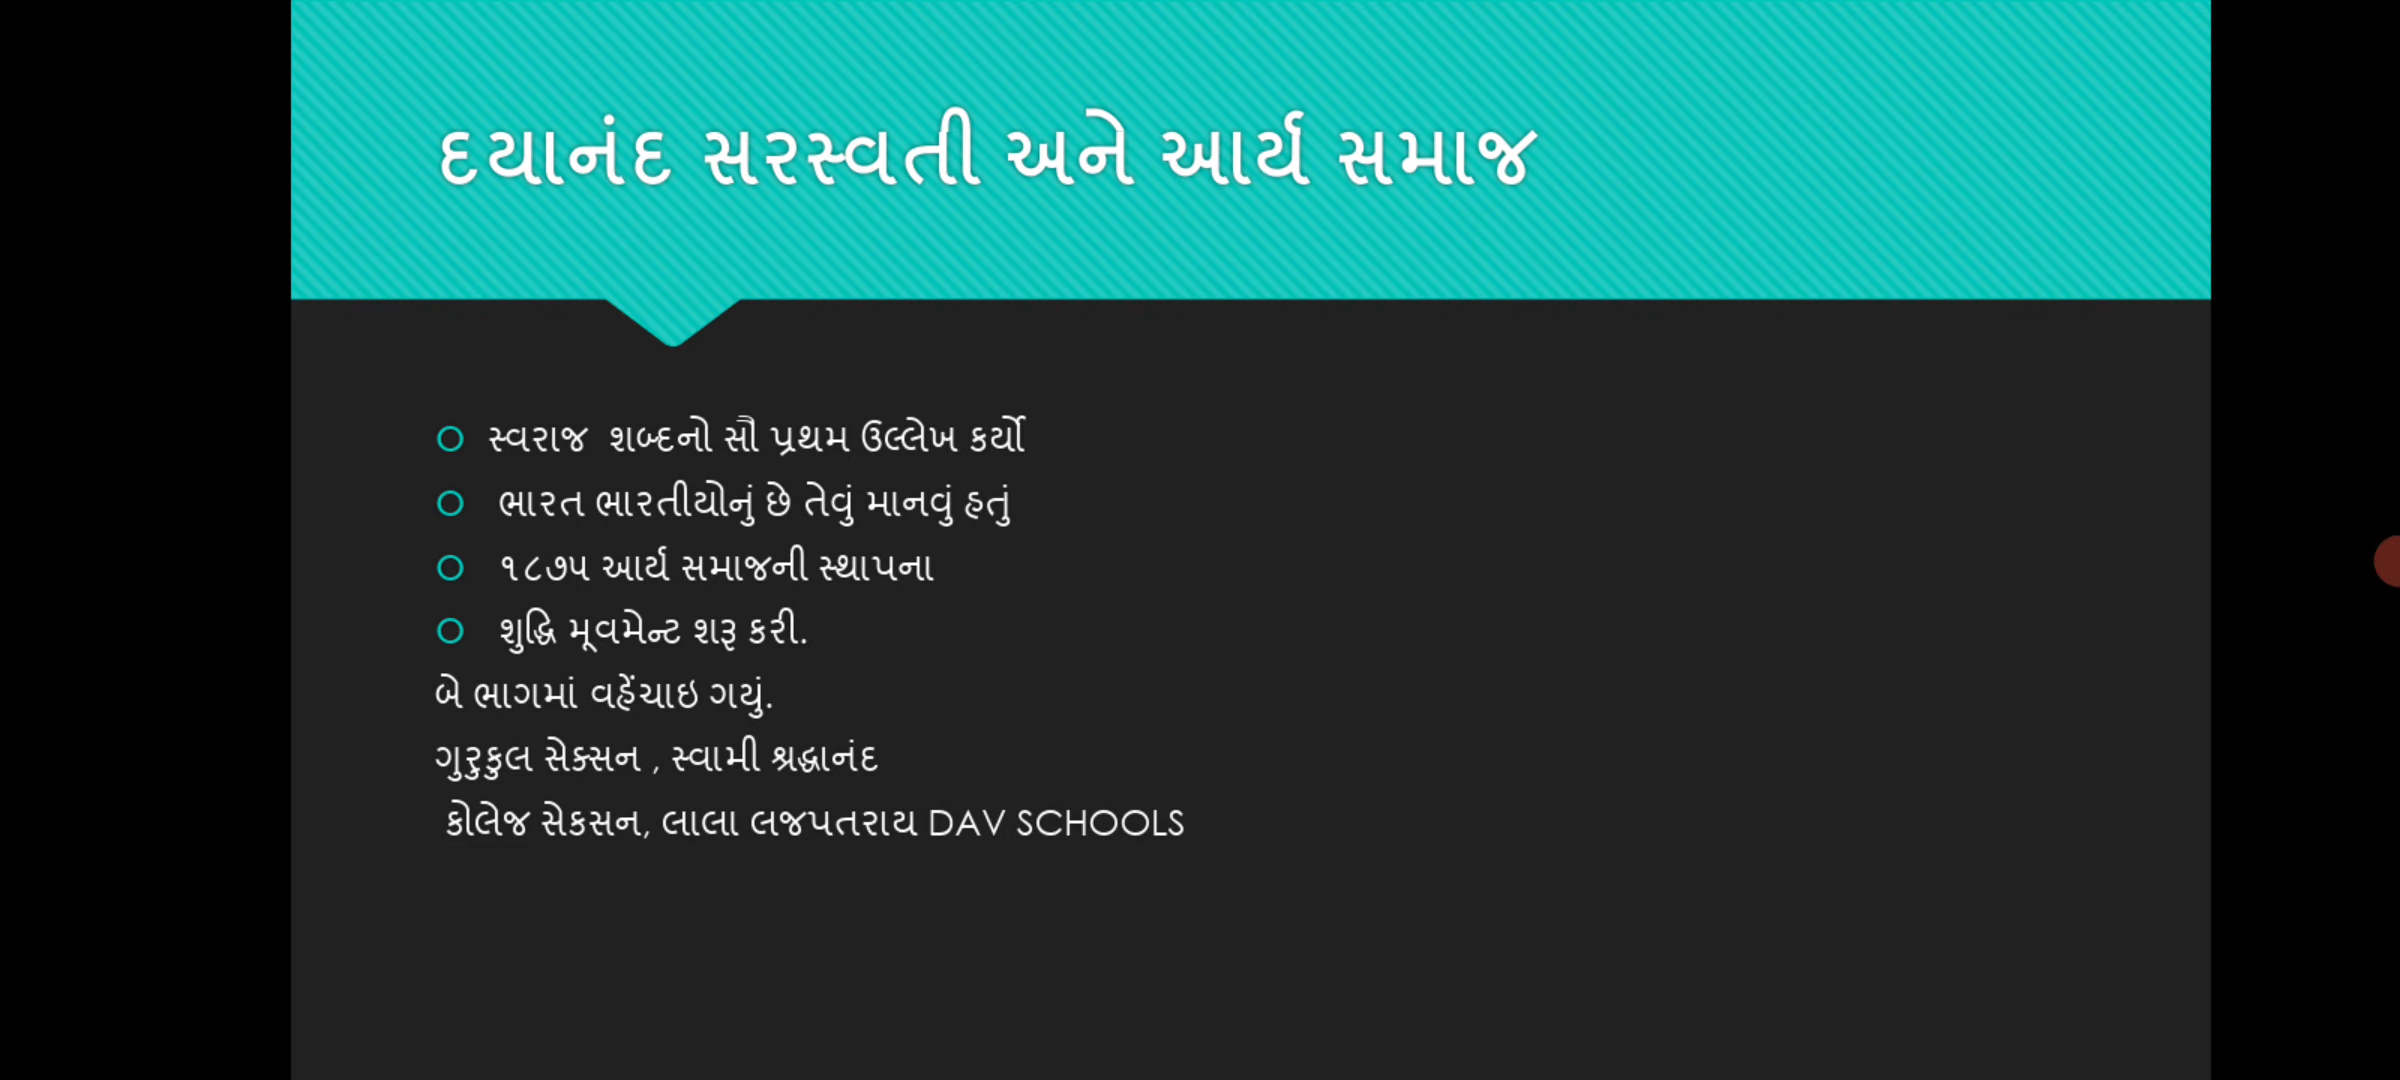 દયાનંદ સરસ્વતી અને આર્ય સમાજ
સ્વરાજ શબ્દનો સૌ પ્રથમ ઉલ્લેખ કર્યો
ભારત ભારતીયોનું છે તેવું માનવું હતું
૧૮૭૫ આર્ય સમાજની સ્થાપના
શુદ્ધિ મૂવમેન્ટ શરૂ કરી.
બે ભાગમાં વહેંચાઇ ગયું.
ગુરુકુલ સેક્સન , સ્વામી શ્રદ્ધાનંદ
કોલેજ સેકસન, લાલા લજપતરાય DAV SCHOOLS